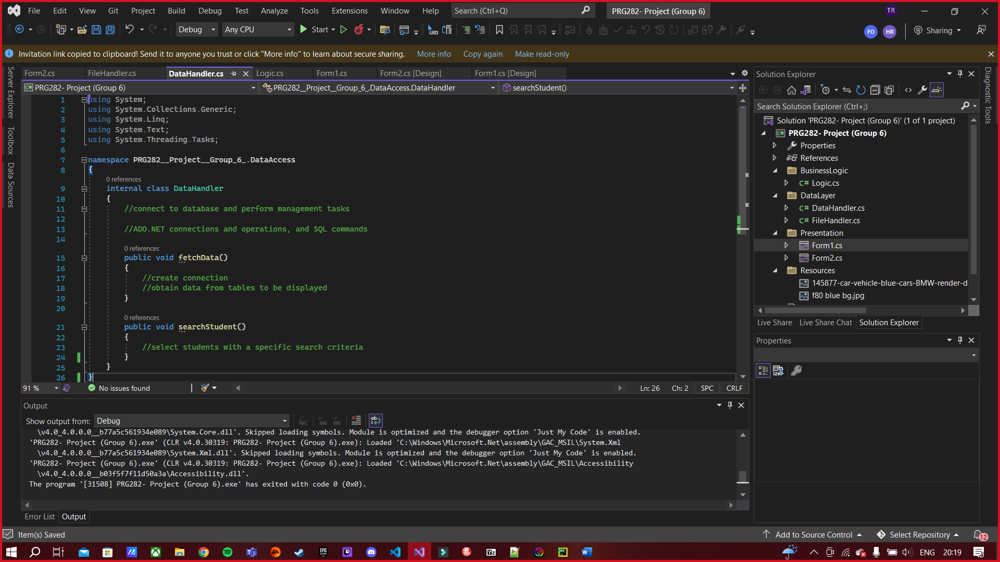 File Edit View Git Project Build Debug Test Analyze Tools Extensions Window Help Search (Ctrl+Q) PRG282- Project (Group 6) TR
Debug Any CPU Start FO HR Sharing
Invitation link copied to clipboard! Send it to anyone you trust or click "More info" to learn about secure sharing. More info Copy again Make read-only
Server Explorer
Toolbox
Data Sources
Form2.cs FileHandler.cs DataHandler.cs Logic.cs Form1.cs Form2.cs [Design] Form1.cs [Design]
C# PRG282- Project (Group 6) PRG282__Project__Group_6_.DataAccess.DataHandler searchStudent()
1 using System;
2 using System.Collections.Generic;
3 using System.Linq;
4 using System.Text;
5 using System.Threading.Tasks;
6
7 namespace PRG282__Project__Group_6_.DataAccess
8 {
0 references
9 internal class DataHandler
10 {
11 //connect to database and perform management tasks
12
13 //ADO.NET connections and operations, and SQL commands
14
0 references
15 public void fetchData()
16 {
17 //create connection
18 //obtain data from tables to be displayed
19 }
20
0 references
21 public void searchStudent()
22 {
23 //select students with a specific search criteria
24 }
25 }
26 }
91 % No issues found Ln: 26 Ch: 2 SPC CRLF
Output
Show output from: Debug
\v4.0_4.0.0.0__b77a5c561934e089\System.Core.dll'. Skipped loading symbols. Module is optimized and the debugger option 'Just My Code' is enabled.
'PRG282- Project (Group 6).exe' (CLR v4.0.30319: PRG282- Project (Group 6).exe): Loaded 'C:\Windows\Microsoft.Net\assembly\GAC_MSIL\System.Xml
\v4.0_4.0.0.0__b77a5c561934e089\System.Xml.dll'. Skipped loading symbols. Module is optimized and the debugger option 'Just My Code' is enabled.
'PRG282- Project (Group 6).exe' (CLR v4.0.30319: PRG282- Project (Group 6).exe): Loaded 'C:\Windows\Microsoft.Net\assembly\GAC_MSIL\Accessibility
\v4.0_4.0.0.0__b03f5f7f11d50a3a\Accessibility.dll'.
The program '[31508] PRG282- Project (Group 6).exe' has exited with code 0 (0x0).
Error List Output
Solution Explorer
Search Solution Explorer (Ctrl+;)
Solution 'PRG282- Project (Group 6)' (1 of 1 project)
C# PRG282- Project (Group 6)
Properties
References
BusinessLogic
C# Logic.cs
DataLayer
C# DataHandler.cs
C# FileHandler.cs
Presentation
Form1.cs
Form2.cs
Resources
145877-car-vehicle-blue-cars-BMW-render-d
f80 blue bg.jpg
Live Share Live Share Chat Solution Explorer
Properties
Diagnostic Tools
Item(s) Saved Add to Source Control Select Repository 12
EA EPIC GAMES 7z PC W ENG 20:19